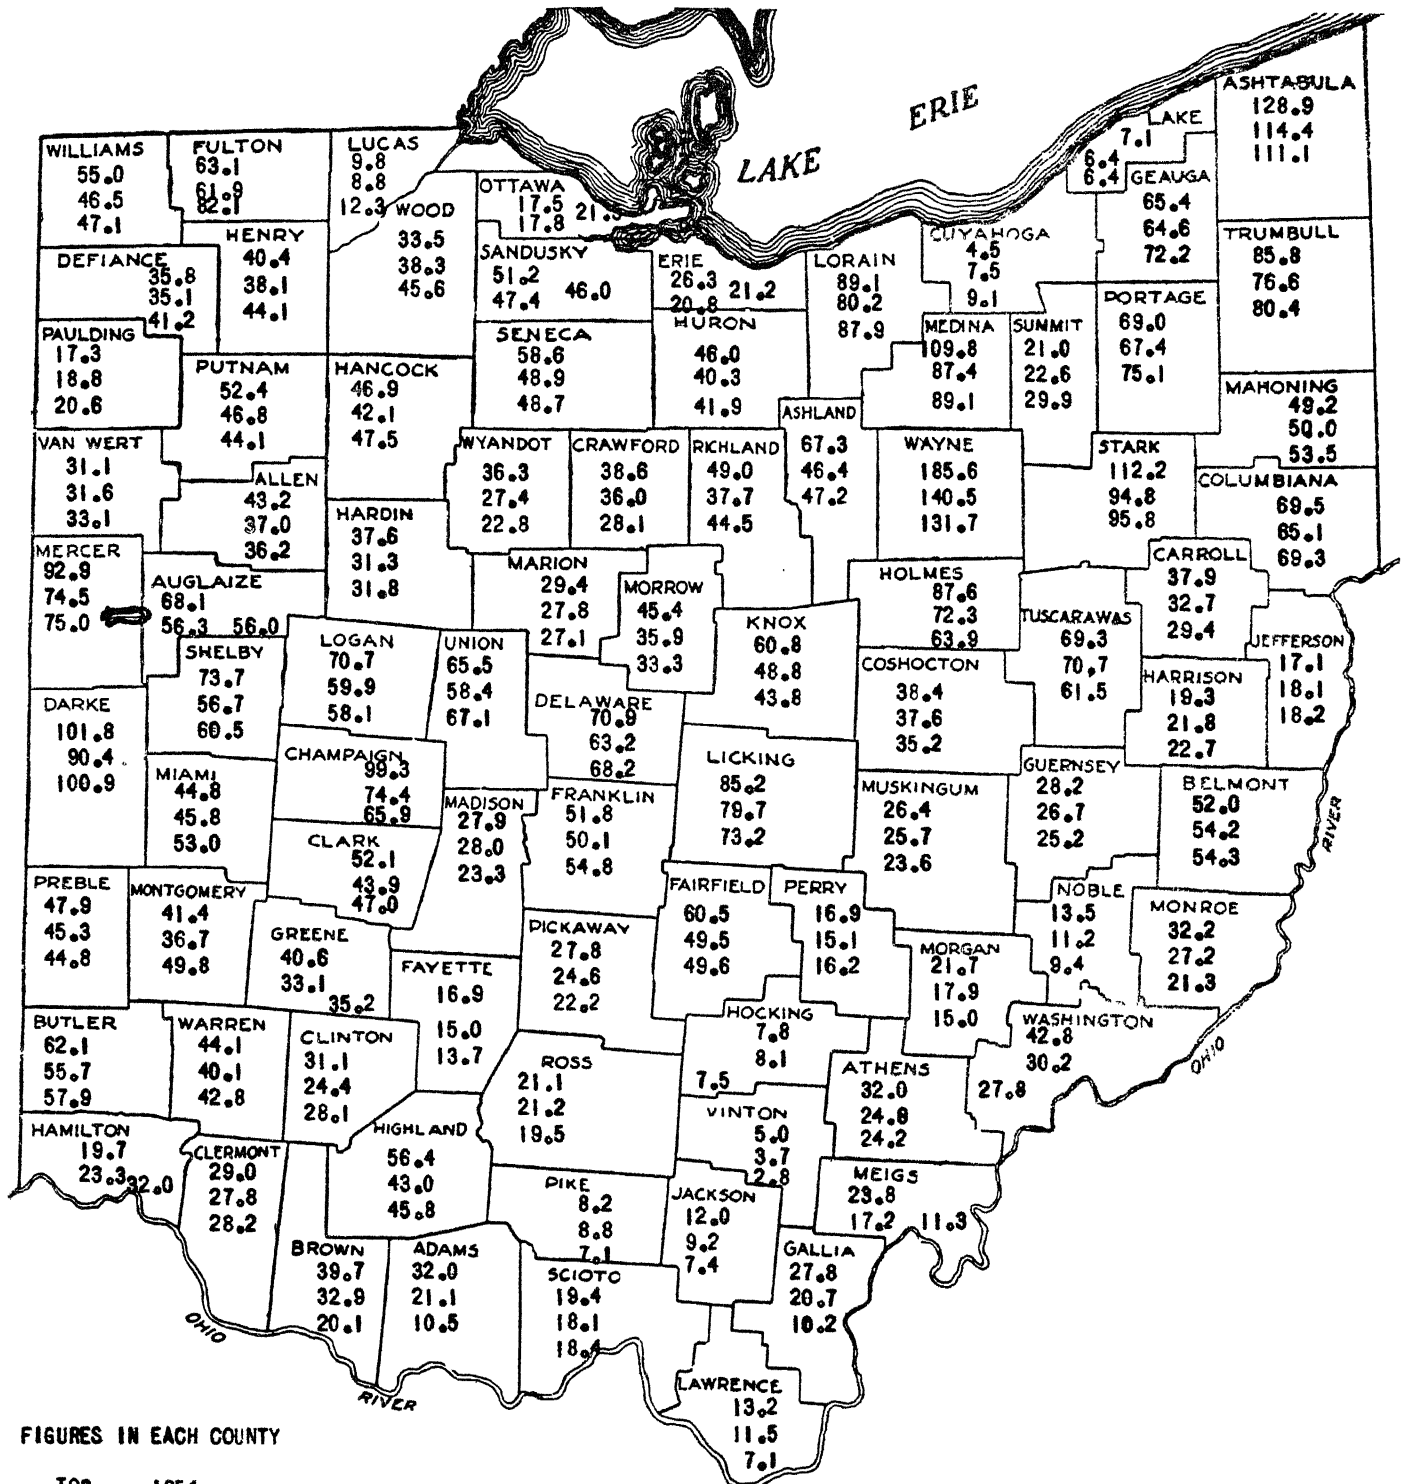 ERIE
LAKE
ASHTABULA
128.9
114.4
111.1
LAKE
7.1
6.4
6.4
GEAUGA
65.4
64.6
72.2
WILLIAMS
55.0
46.5
47.1
FULTON
63.1
61.9
62.1
LUCAS
9.8
8.8
12.3
WOOD
33.5
38.3
45.6
OTTAWA
17.5
17.8
HENRY
40.4
38.1
44.1
DEFIANCE
35.8
35.1
41.2
SANDUSKY
51.2
47.4 46.0
ERIE
26.3
20.8 21.2
LORAIN
89.1
80.2
87.9
CUYAHOGA
4.5
7.5
9.1
TRUMBULL
85.8
76.6
80.4
PAULDING
17.3
18.8
20.6
PUTNAM
52.4
46.8
44.1
HANCOCK
46.9
42.1
47.5
SENECA
58.6
48.9
48.7
HURON
46.0
40.3
41.9
MEDINA
109.8
87.4
89.1
SUMMIT
21.0
22.6
29.9
PORTAGE
69.0
67.4
75.1
MAHONING
49.2
50.0
53.5
VAN WERT
31.1
31.6
33.1
ALLEN
43.2
37.0
36.2
HARDIN
37.6
31.3
31.8
WYANDOT
36.3
27.4
22.8
CRAWFORD
38.6
36.0
28.1
RICHLAND
49.0
37.7
44.5
ASHLAND
67.3
46.4
47.2
WAYNE
185.6
140.5
131.7
STARK
112.2
94.8
95.8
COLUMBIANA
69.5
65.1
69.3
MERCER
92.9
74.5
75.0
AUGLAIZE
68.1
56.3 56.0
MARION
29.4
27.8
27.1
MORROW
45.4
35.9
33.3
KNOX
60.8
48.8
43.8
HOLMES
87.6
72.3
63.9
TUSCARAWAS
69.3
70.7
61.5
CARROLL
37.9
32.7
29.4
JEFFERSON
17.1
18.1
18.2
SHELBY
73.7
56.7
60.5
LOGAN
70.7
59.9
58.1
UNION
65.5
58.4
67.1
DELAWARE
70.9
63.2
68.2
COSHOCTON
38.4
37.6
35.2
HARRISON
19.3
21.8
22.7
DARKE
101.8
90.4
100.9
MIAMI
44.8
45.8
53.0
CHAMPAIGN
99.3
74.4
65.9
CLARK
52.1
43.9
47.0
MADISON
27.9
28.0
23.3
FRANKLIN
51.8
50.1
54.8
LICKING
85.2
79.7
73.2
MUSKINGUM
26.4
25.7
23.6
GUERNSEY
28.2
26.7
25.2
BELMONT
52.0
54.2
54.3
RIVER
PREBLE
47.9
45.3
44.8
MONTGOMERY
41.4
36.7
49.8
GREENE
40.6
33.1
35.2
FAYETTE
16.9
15.0
13.7
PICKAWAY
27.8
24.6
22.2
FAIRFIELD
60.5
49.5
49.6
PERRY
16.9
15.1
16.2
MORGAN
21.7
17.9
15.0
NOBLE
13.5
11.2
9.4
MONROE
32.2
27.2
21.3
BUTLER
62.1
55.7
57.9
WARREN
44.1
40.1
42.8
CLINTON
31.1
24.4
28.1
ROSS
21.1
21.2
19.5
HOCKING
7.8
8.1
7.5
ATHENS
32.0
24.8
24.2
WASHINGTON
42.8
30.2
27.8
OHIO
HAMILTON
19.7
23.3 32.0
CLERMONT
29.0
27.8
28.2
HIGHLAND
56.4
43.0
45.8
PIKE
8.2
8.8
7.1
VINTON
5.0
3.7
2.8
JACKSON
12.0
9.2
7.4
MEIGS
23.8
17.2 11.3
BROWN
39.7
32.9
20.1
ADAMS
32.0
21.1
10.5
SCIOTO
19.4
18.1
18.4
GALLIA
27.8
20.7
10.2
OHIO
RIVER
LAWRENCE
13.2
11.5
7.1
FIGURES IN EACH COUNTY